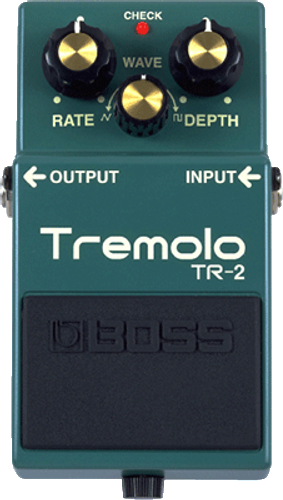 CHECK
WAVE
RATE DEPTH
OUTPUT INPUT
Tremolo
TR-2
BOSS